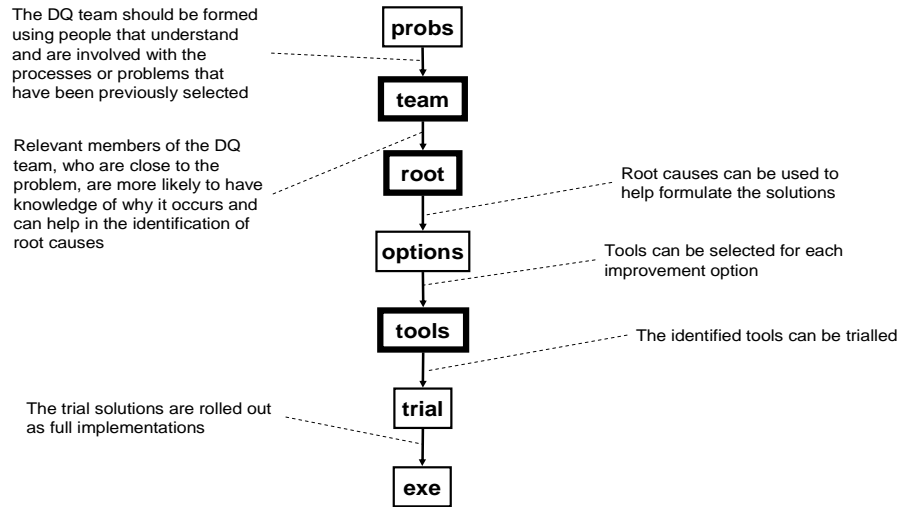 The DQ team should be formed
using people that understand
and are involved with the
processes or problems that
have been previously selected
probs
team
Relevant members of the DQ
team, who are close to the
problem, are more likely to have
knowledge of why it occurs and
can help in the identification of
root causes
root
Root causes can be used to
help formulate the solutions
options
Tools can be selected for each
improvement option
tools
The identified tools can be trialled
trial
The trial solutions are rolled out
as full implementations
exe